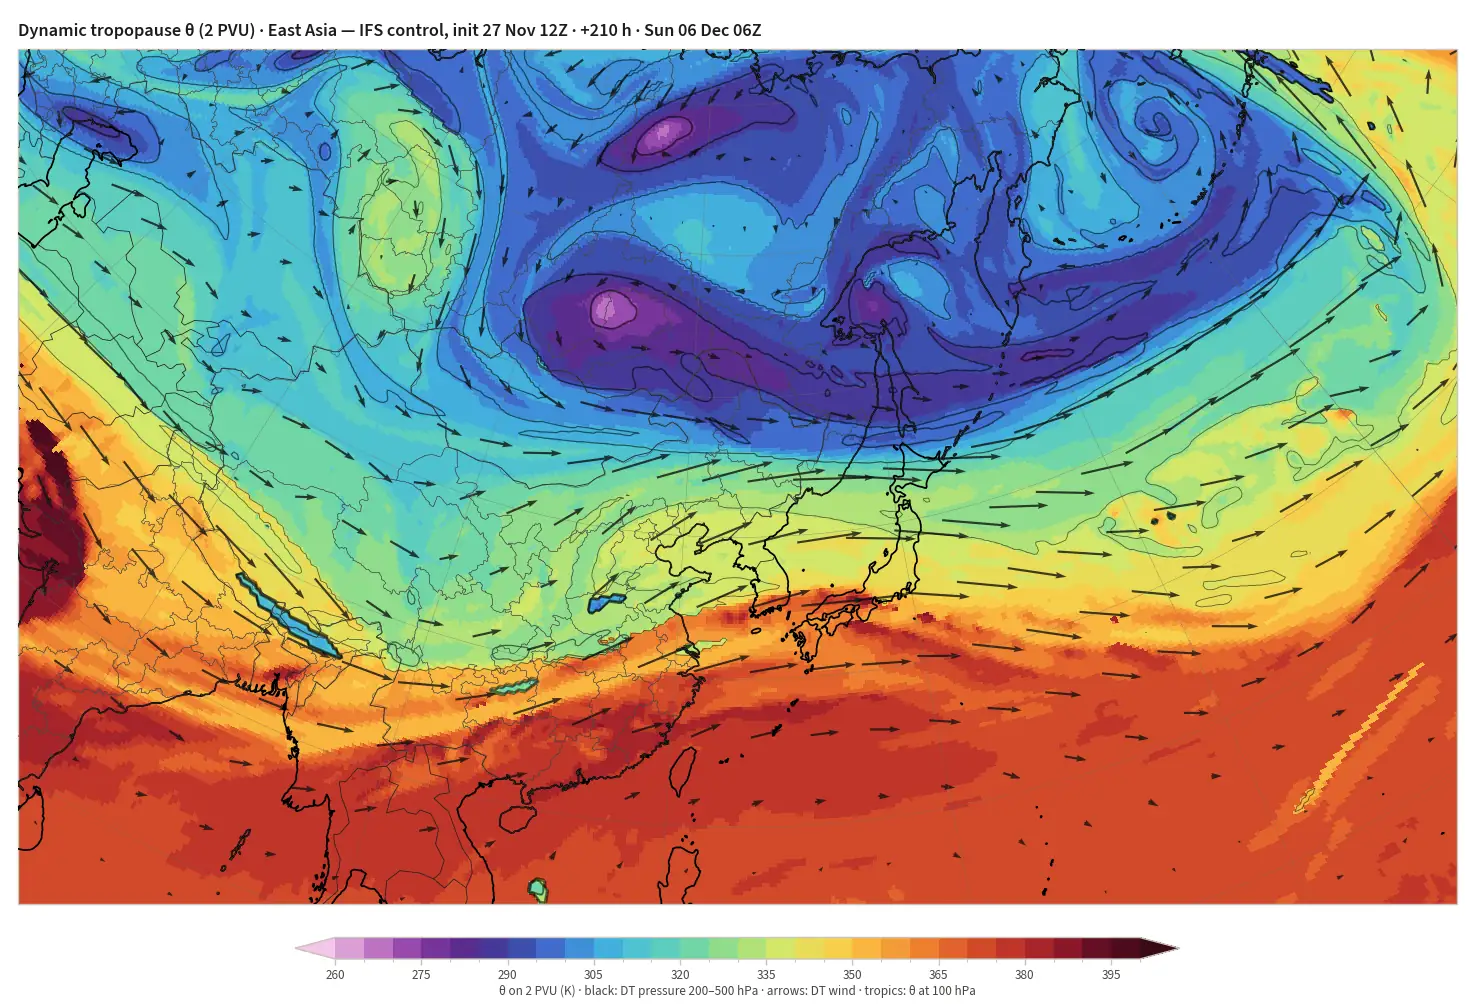 Dynamic tropopause θ (2 PVU) · East Asia — IFS control, init 27 Nov 12Z · +210 h · Sun 06 Dec 06Z
260 275 290 305 320 335 350 365 380 395
θ on 2 PVU (K) · black: DT pressure 200–500 hPa · arrows: DT wind · tropics: θ at 100 hPa